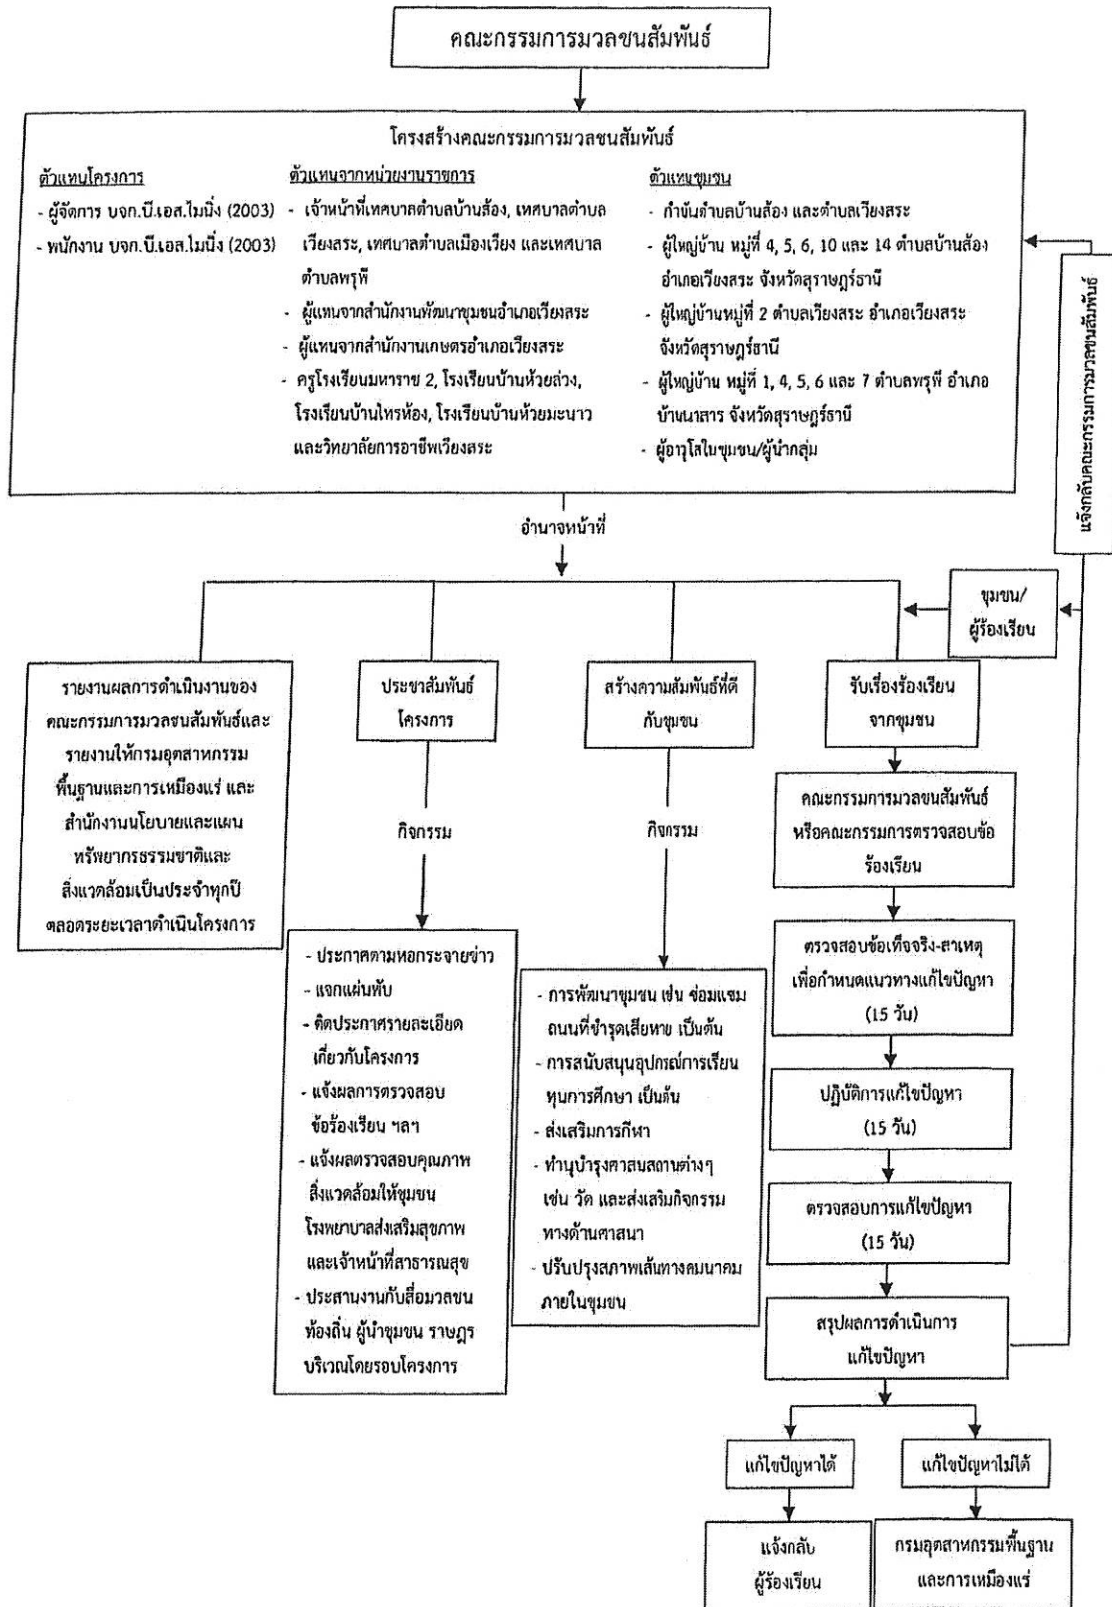 คณะกรรมการมวลชนสัมพันธ์
โครงสร้างคณะกรรมการมวลชนสัมพันธ์
ตัวแทนโครงการ
- ผู้จัดการ บจก.บี.เอส.ไมนิ่ง (2003)
- พนักงาน บจก.บี.เอส.ไมนิ่ง (2003)
ตัวแทนจากหน่วยงานราชการ
- เจ้าหน้าที่เทศบาลตำบลบ้านส้อง, เทศบาลตำบล
เวียงสระ, เทศบาลตำบลเมืองเวียง และเทศบาล
ตำบลพรุพี
- ผู้แทนจากสำนักงานพัฒนาชุมชนอำเภอเวียงสระ
- ผู้แทนจากสำนักงานเกษตรอำเภอเวียงสระ
- ครูโรงเรียนมหาราช 2, โรงเรียนบ้านห้วยล่วง,
โรงเรียนบ้านไทรห้อง, โรงเรียนบ้านห้วยมะนาว
และวิทยาลัยการอาชีพเวียงสระ
ตัวแทนชุมชน
- กำนันตำบลบ้านส้อง และตำบลเวียงสระ
- ผู้ใหญ่บ้าน หมู่ที่ 4, 5, 6, 10 และ 14 ตำบลบ้านส้อง
อำเภอเวียงสระ จังหวัดสุราษฎร์ธานี
- ผู้ใหญ่บ้านหมู่ที่ 2 ตำบลเวียงสระ อำเภอเวียงสระ
จังหวัดสุราษฎร์ธานี
- ผู้ใหญ่บ้าน หมู่ที่ 1, 4, 5, 6 และ 7 ตำบลพรุพี อำเภอ
บ้านนาสาร จังหวัดสุราษฎร์ธานี
- ผู้อาวุโสในชุมชน/ผู้นำกลุ่ม
แจ้งกลับคณะกรรมการมวลชนสัมพันธ์
อำนาจหน้าที่
ชุมชน/
ผู้ร้องเรียน
รายงานผลการดำเนินงานของ
คณะกรรมการมวลชนสัมพันธ์และ
รายงานให้กรมอุตสาหกรรม
พื้นฐานและการเหมืองแร่ และ
สำนักงานนโยบายและแผน
ทรัพยากรธรรมชาติและ
สิ่งแวดล้อมเป็นประจำทุกปี
ตลอดระยะเวลาดำเนินโครงการ
ประชาสัมพันธ์
โครงการ
กิจกรรม
- ประกาศตามหอกระจายข่าว
- แจกแผ่นพับ
- ติดประกาศรายละเอียด
เกี่ยวกับโครงการ
- แจ้งผลการตรวจสอบ
ข้อร้องเรียน ฯลฯ
- แจ้งผลตรวจสอบคุณภาพ
สิ่งแวดล้อมให้ชุมชน
โรงพยาบาลส่งเสริมสุขภาพ
และเจ้าหน้าที่สาธารณสุข
- ประสานงานกับสื่อมวลชน
ท้องถิ่น ผู้นำชุมชน ราษฎร
บริเวณโดยรอบโครงการ
สร้างความสัมพันธ์ที่ดี
กับชุมชน
กิจกรรม
- การพัฒนาชุมชน เช่น ซ่อมแซม
ถนนที่ชำรุดเสียหาย เป็นต้น
- การสนับสนุนอุปกรณ์การเรียน
ทุนการศึกษา เป็นต้น
- ส่งเสริมการกีฬา
- ทำนุบำรุงศาสนสถานต่างๆ
เช่น วัด และส่งเสริมกิจกรรม
ทางด้านศาสนา
- ปรับปรุงสภาพเส้นทางคมนาคม
ภายในชุมชน
รับเรื่องร้องเรียน
จากชุมชน
คณะกรรมการมวลชนสัมพันธ์
หรือคณะกรรมการตรวจสอบข้อ
ร้องเรียน
ตรวจสอบข้อเท็จจริง-สาเหตุ
เพื่อกำหนดแนวทางแก้ไขปัญหา
(15 วัน)
ปฏิบัติการแก้ไขปัญหา
(15 วัน)
ตรวจสอบการแก้ไขปัญหา
(15 วัน)
สรุปผลการดำเนินการ
แก้ไขปัญหา
แก้ไขปัญหาได้
แก้ไขปัญหาไม่ได้
แจ้งกลับ
ผู้ร้องเรียน
กรมอุตสาหกรรมพื้นฐาน
และการเหมืองแร่